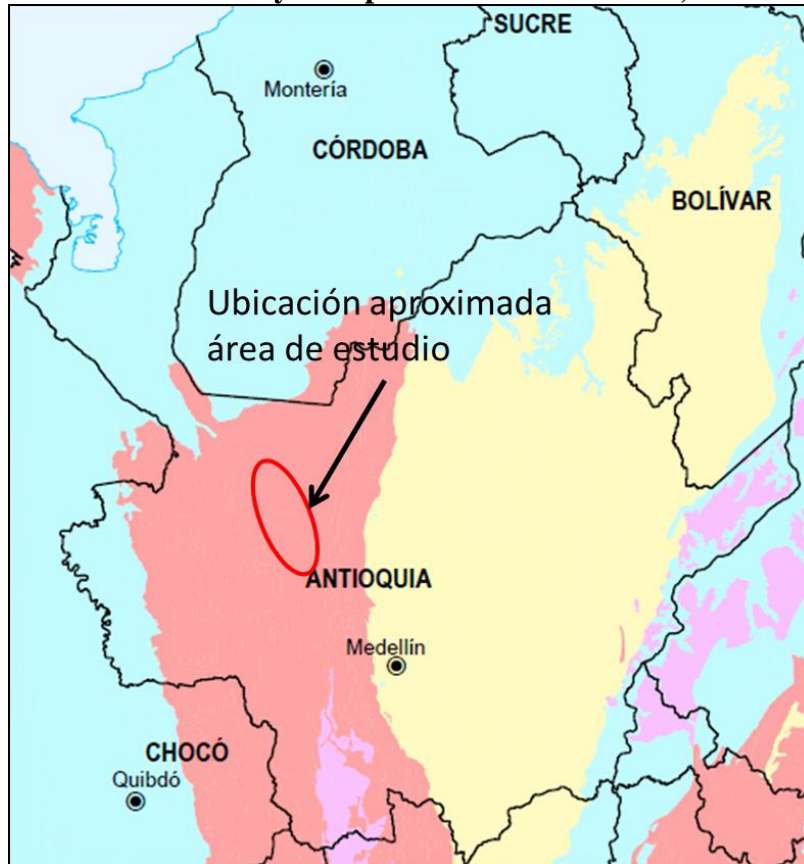 SUCRE
Montería
CÓRDOBA
BOLÍVAR
Ubicación aproximada
área de estudio
ANTIOQUIA
Medellín
CHOCÓ
Quibdó